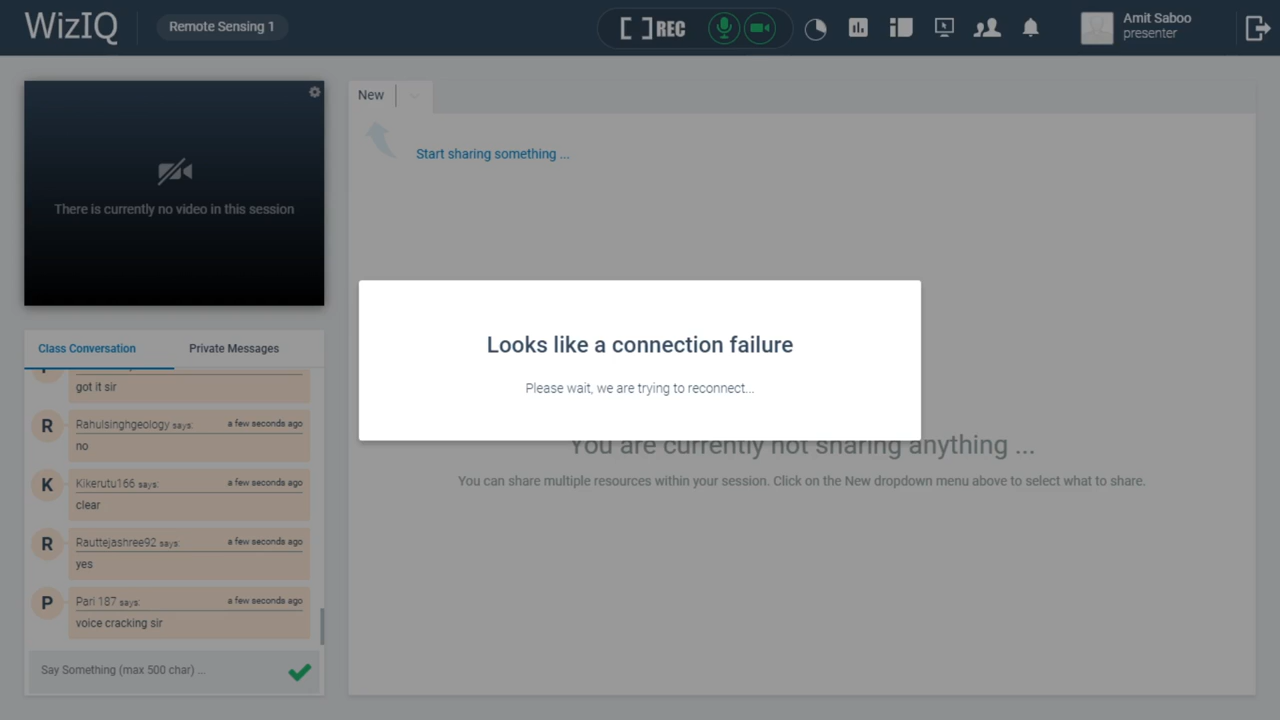 WizIQ
Remote Sensing 1
REC
Amit Saboo
presenter
There is currently no video in this session
New
Start sharing something ...
Looks like a connection failure
Please wait, we are trying to reconnect...
You are currently not sharing anything ...
You can share multiple resources within your session. Click on the New dropdown menu above to select what to share.
Class Conversation
Private Messages
got it sir
R
Rahulsinghgeology says:
a few seconds ago
no
K
Kikerutu166 says:
a few seconds ago
clear
R
Rauttejashree92 says:
a few seconds ago
yes
P
Pari 187 says:
a few seconds ago
voice cracking sir
Say Something (max 500 char) ...